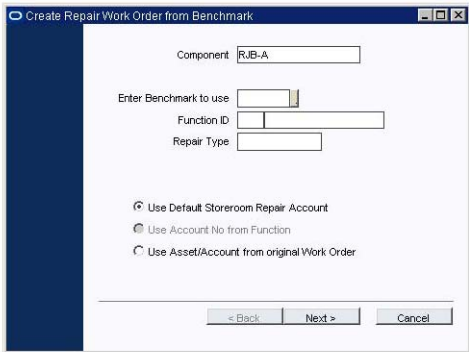 Create Repair Work Order from Benchmark
Component RJB-A
Enter Benchmark to use
Function ID
Repair Type
Use Default Storeroom Repair Account
Use Account No from Function
Use Asset/Account from original Work Order
< Back Next > Cancel